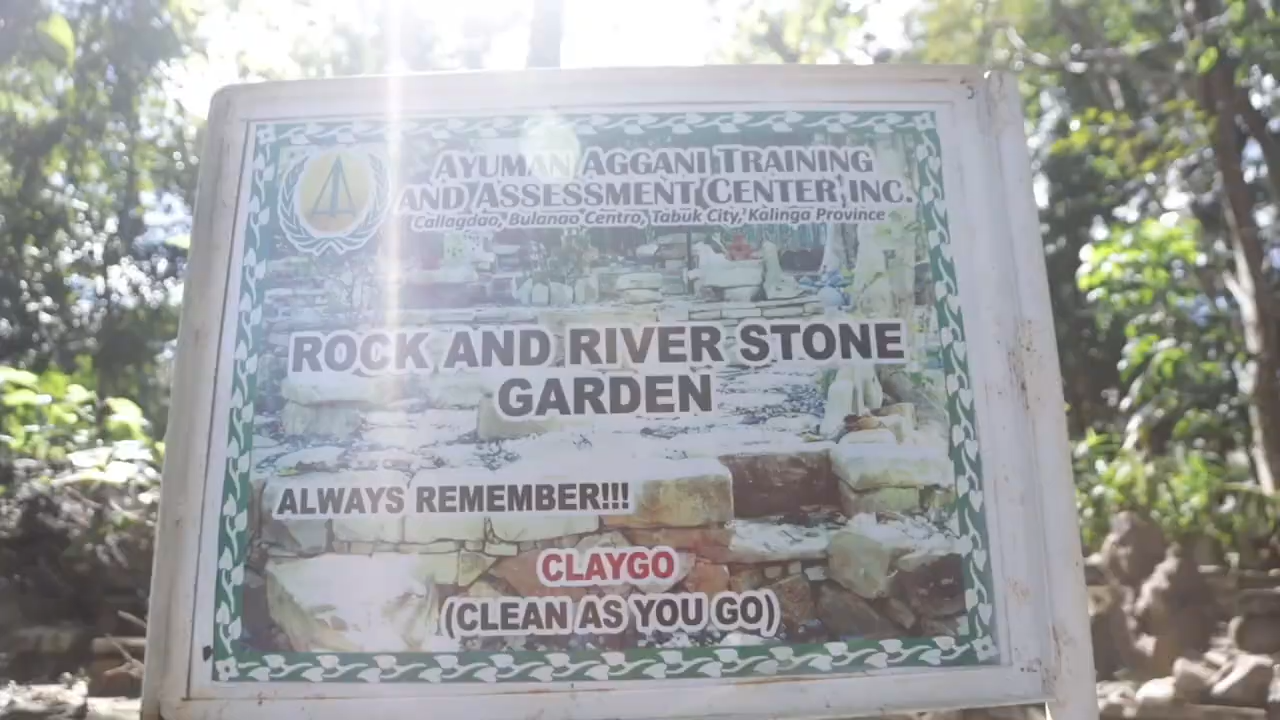 AYUMAN AGGANI TRAINING
AND ASSESSMENT CENTER, INC.
Callagdao, Bulanao Centro, Tabuk City, Kalinga Province
ROCK AND RIVER STONE
GARDEN
ALWAYS REMEMBER!!!
CLAYGO
(CLEAN AS YOU GO)